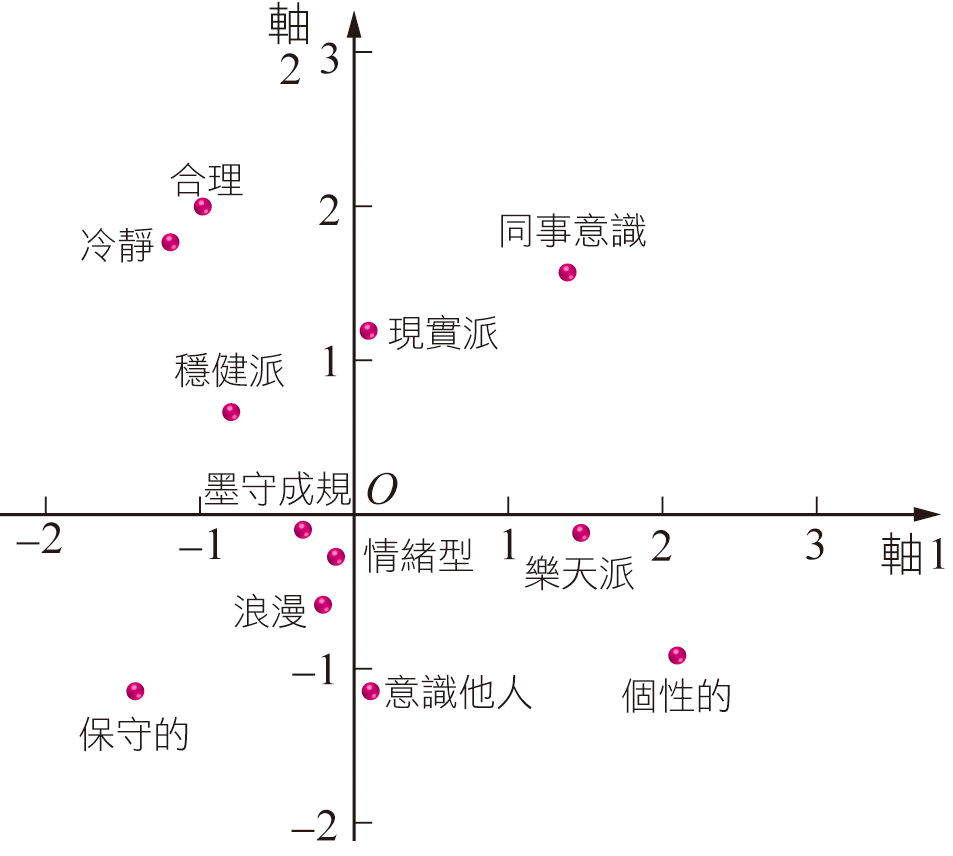 軸
2
3
合理
2
冷靜
同事意識
現實派
1
穩健派
墨守成規
O
–2
–1
1
2
3
軸1
情緒型
樂天派
浪漫
–1
意識他人
個性的
保守的
–2